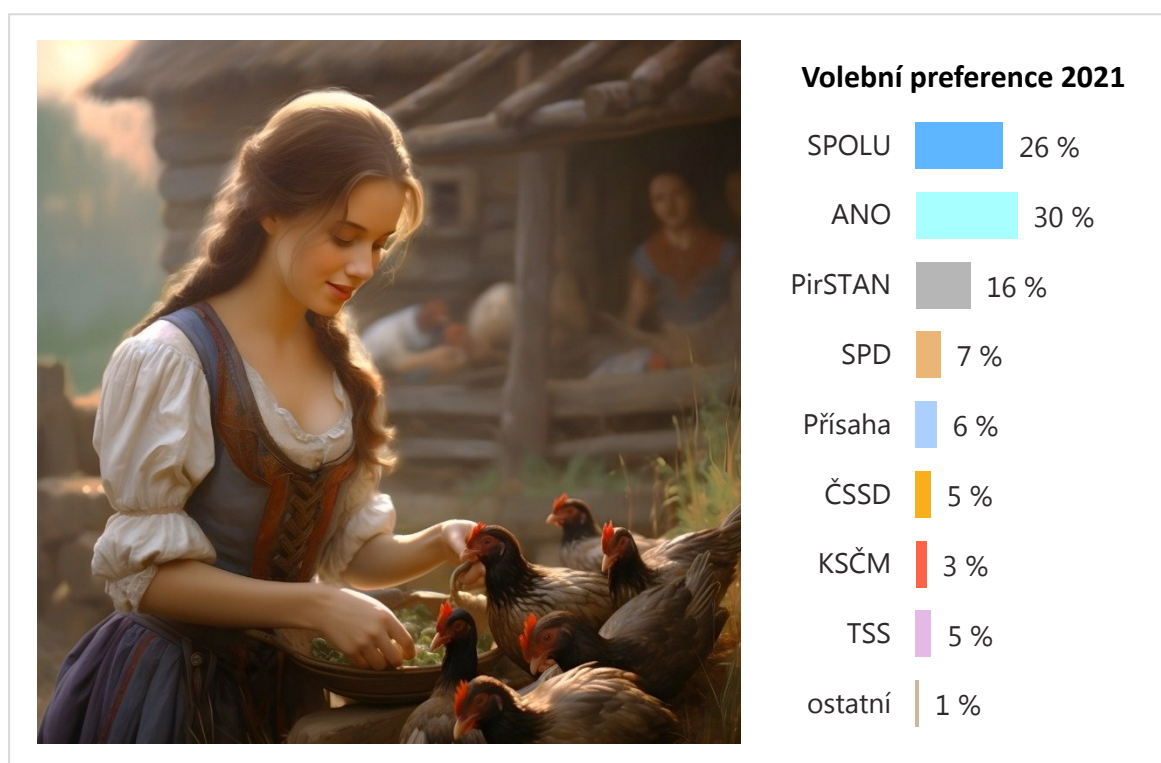 Volební preference 2021
SPOLU 26 %
ANO 30 %
PirSTAN 16 %
SPD 7 %
Přísaha 6 %
ČSSD 5 %
KSČM 3 %
TSS 5 %
ostatní 1 %